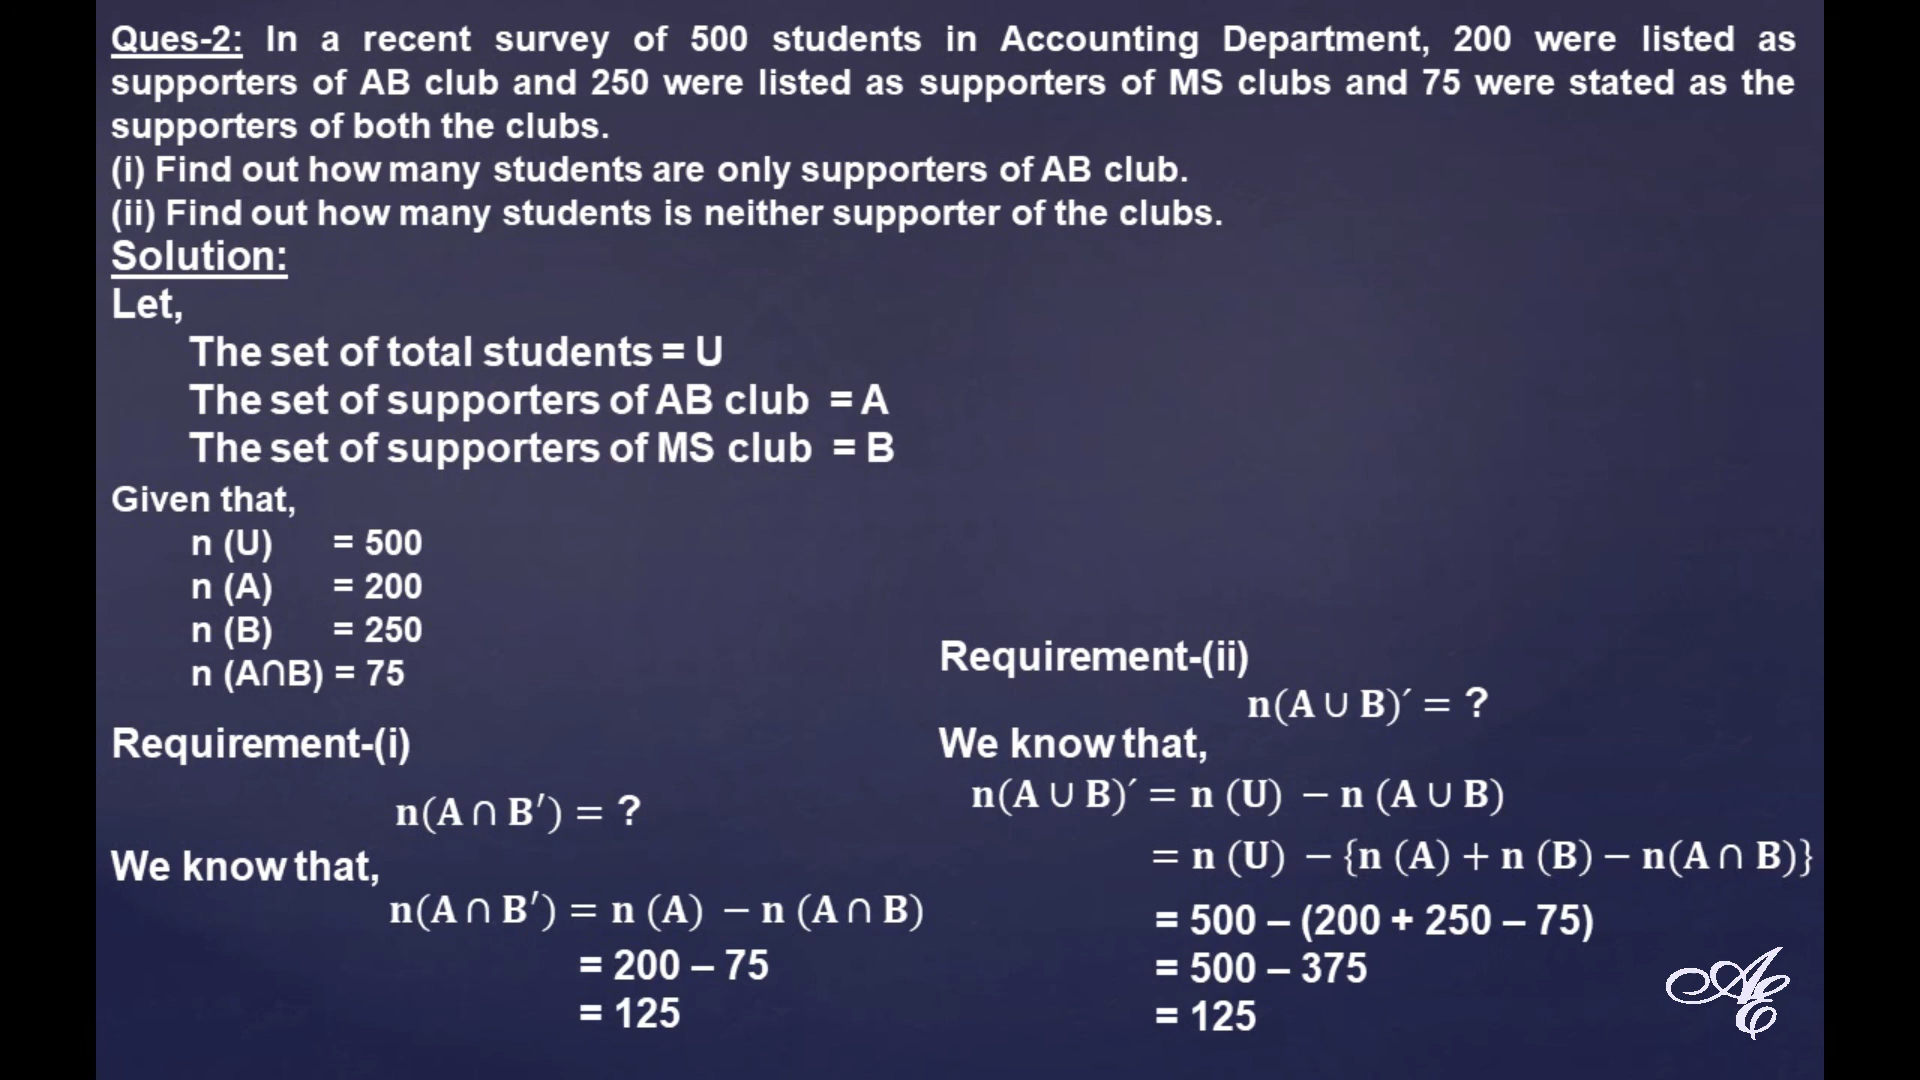 Ques-2: In a recent survey of 500 students in Accounting Department, 200 were listed as
supporters of AB club and 250 were listed as supporters of MS clubs and 75 were stated as the
supporters of both the clubs.
(i) Find out how many students are only supporters of AB club.
(ii) Find out how many students is neither supporter of the clubs.
Solution:
Let,
The set of total students = U
The set of supporters of AB club = A
The set of supporters of MS club = B
Given that,
n (U) = 500
n (A) = 200
n (B) = 250
n (A∩B) = 75
Requirement-(i)
n(A ∩ B′) = ?
We know that,
n(A ∩ B′) = n (A) − n (A ∩ B)
= 200 – 75
= 125
Requirement-(ii)
n(A ∪ B)´ = ?
We know that,
n(A ∪ B)´ = n (U) − n (A ∪ B)
= n (U) − {n (A) + n (B) − n(A ∩ B)}
= 500 – (200 + 250 – 75)
= 500 – 375
= 125
AE